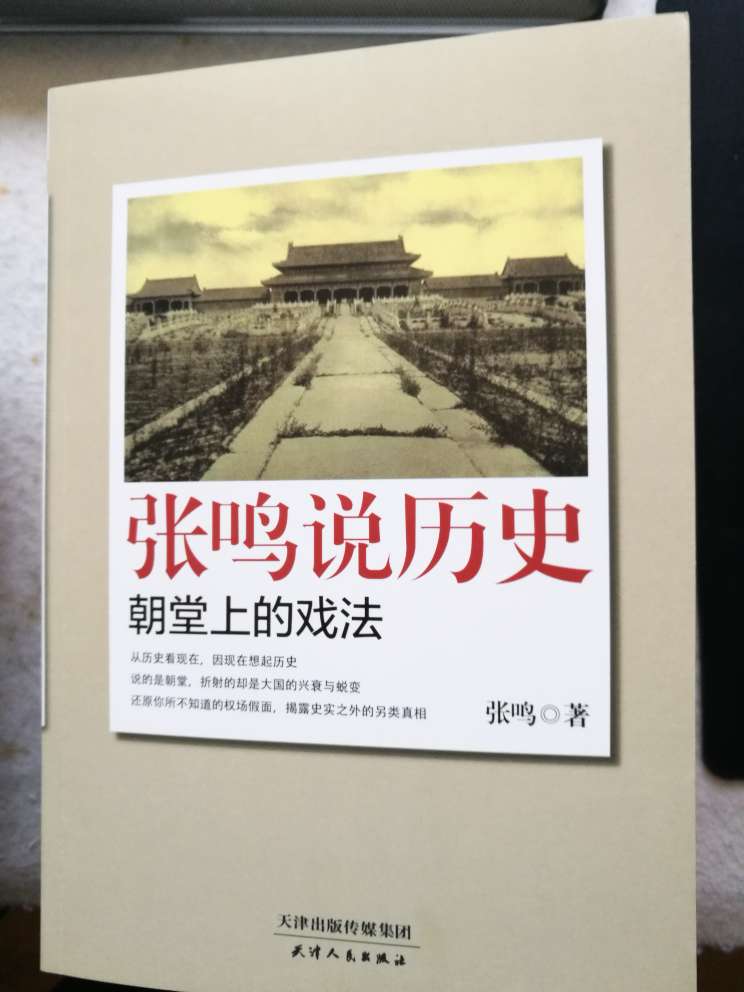 张鸣说历史
朝堂上的戏法
从历史看现在，因现在想起历史
说的是朝堂，折射的却是大国的兴衰与蜕变
还原你所不知道的权场假面，揭露史实之外的另类真相
张鸣◎著
天津出版传媒集团
天津人民出版社